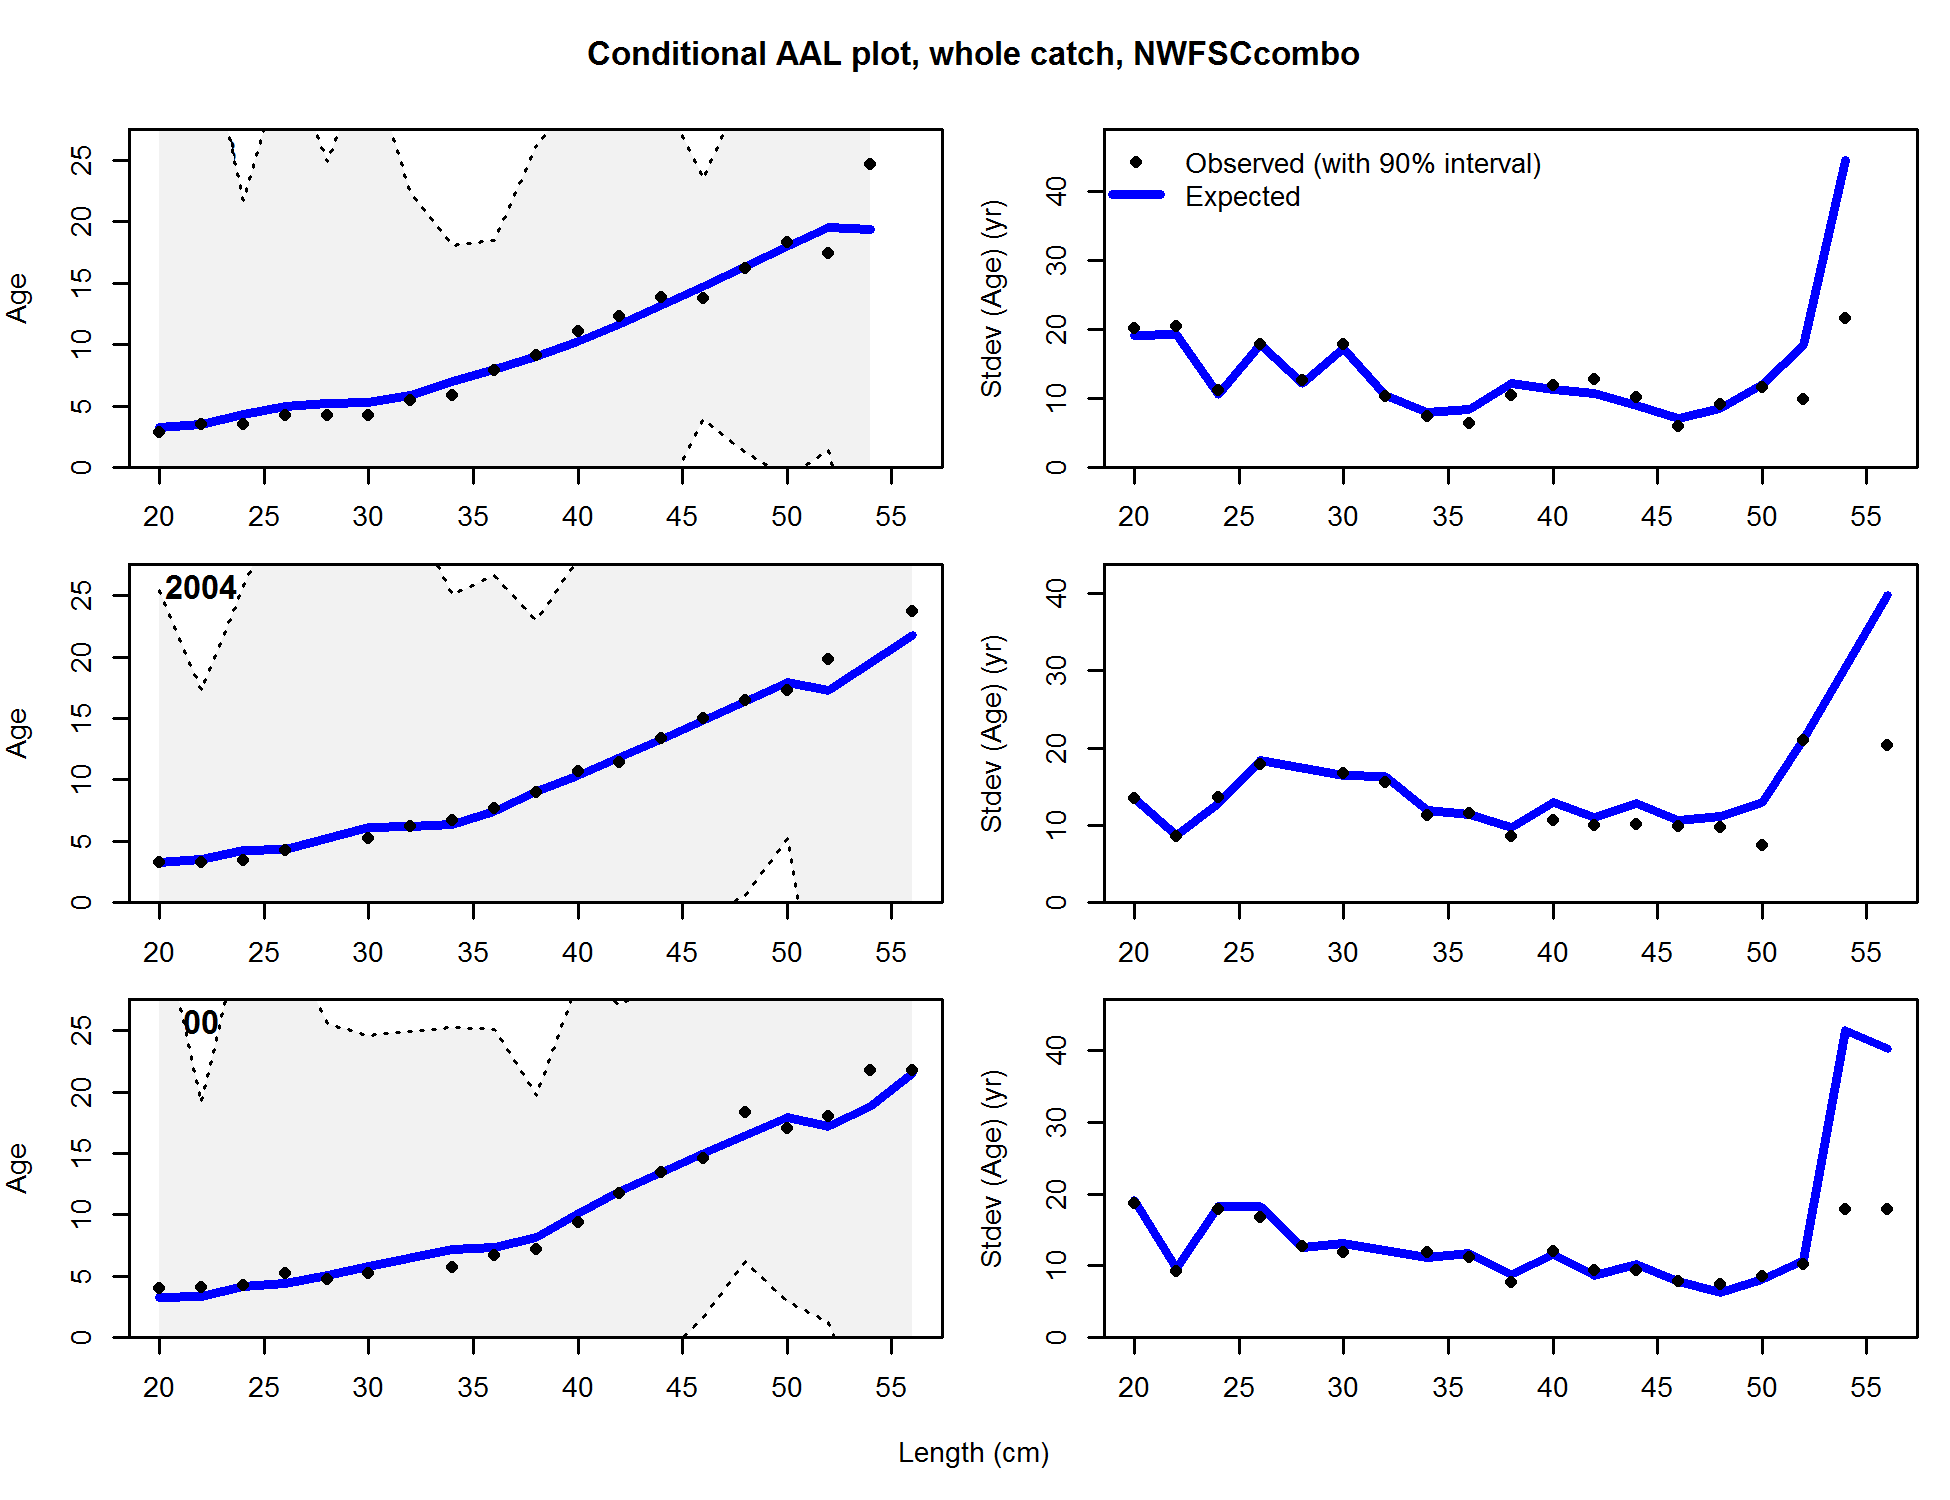 Conditional AAL plot, whole catch, NWFSCcombo
Age
0 5 10 15 20 25
20 25 30 35 40 45 50 55
Stdev (Age) (yr)
0 10 20 30 40
Observed (with 90% interval)
Expected
20 25 30 35 40 45 50 55
Age
0 5 10 15 20 25
2004
20 25 30 35 40 45 50 55
Stdev (Age) (yr)
0 10 20 30 40
20 25 30 35 40 45 50 55
Age
0 5 10 15 20 25
00
20 25 30 35 40 45 50 55
Stdev (Age) (yr)
0 10 20 30 40
20 25 30 35 40 45 50 55
Length (cm)